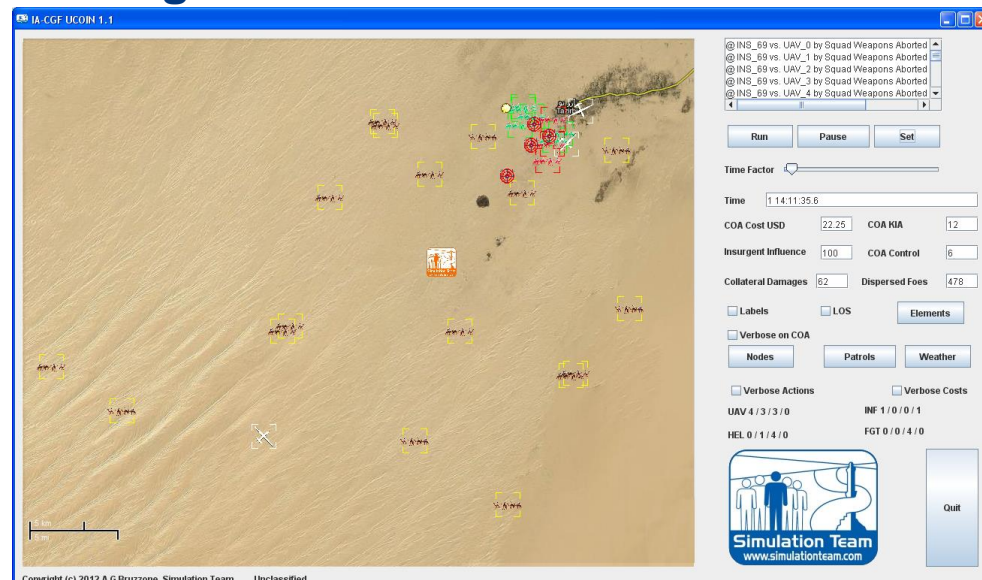 IA-CGF UCOIN 1.1
@ INS_69 vs. UAV_0 by Squad Weapons Aborted
@ INS_69 vs. UAV_1 by Squad Weapons Aborted
@ INS_69 vs. UAV_2 by Squad Weapons Aborted
@ INS_69 vs. UAV_3 by Squad Weapons Aborted
@ INS_69 vs. UAV_4 by Squad Weapons Aborted
Run Pause Set
Time Factor
Time 1 14:11:35.6
COA Cost USD 22.25 COA KIA 12
Insurgent Influence 100 COA Control 6
Collateral Damages 62 Dispersed Foes 478
Labels LOS Elements
Verbose on COA
Nodes Patrols Weather
Verbose Actions Verbose Costs
UAV 4 / 3 / 3 / 0 INF 1 / 0 / 0 / 1
HEL 0 / 1 / 4 / 0 FGT 0 / 0 / 4 / 0
Simulation Team
www.simulationteam.com
Quit
5 km
5 mi
Simulation Team
Copyright (c) 2012 A.G.Bruzzone, Simulation Team Unclassified